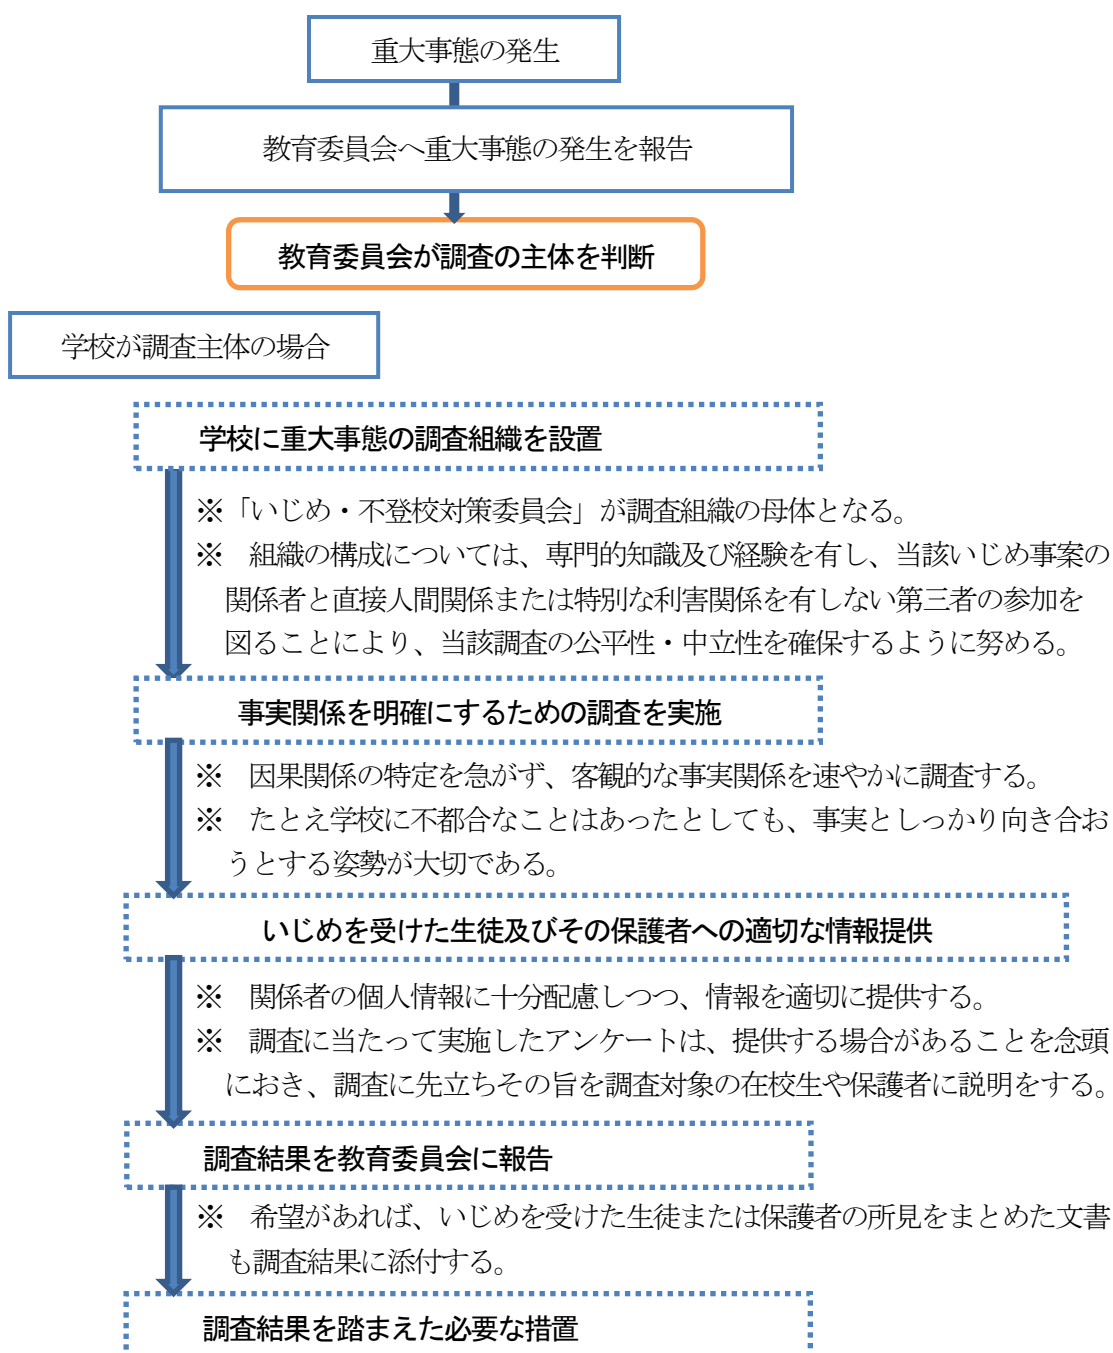 重大事態の発生
教育委員会へ重大事態の発生を報告
教育委員会が調査の主体を判断
学校が調査主体の場合
学校に重大事態の調査組織を設置
※「いじめ・不登校対策委員会」が調査組織の母体となる。
※　組織の構成については、専門的知識及び経験を有し、当該いじめ事案の
関係者と直接人間関係または特別な利害関係を有しない第三者の参加を
図ることにより、当該調査の公平性・中立性を確保するように努める。
事実関係を明確にするための調査を実施
※　因果関係の特定を急がず、客観的な事実関係を速やかに調査する。
※　たとえ学校に不都合なことはあったとしても、事実としっかり向き合お
うとする姿勢が大切である。
いじめを受けた生徒及びその保護者への適切な情報提供
※　関係者の個人情報に十分配慮しつつ、情報を適切に提供する。
※　調査に当たって実施したアンケートは、提供する場合があることを念頭
におき、調査に先立ちその旨を調査対象の在校生や保護者に説明をする。
調査結果を教育委員会に報告
※　希望があれば、いじめを受けた生徒または保護者の所見をまとめた文書
も調査結果に添付する。
調査結果を踏まえた必要な措置